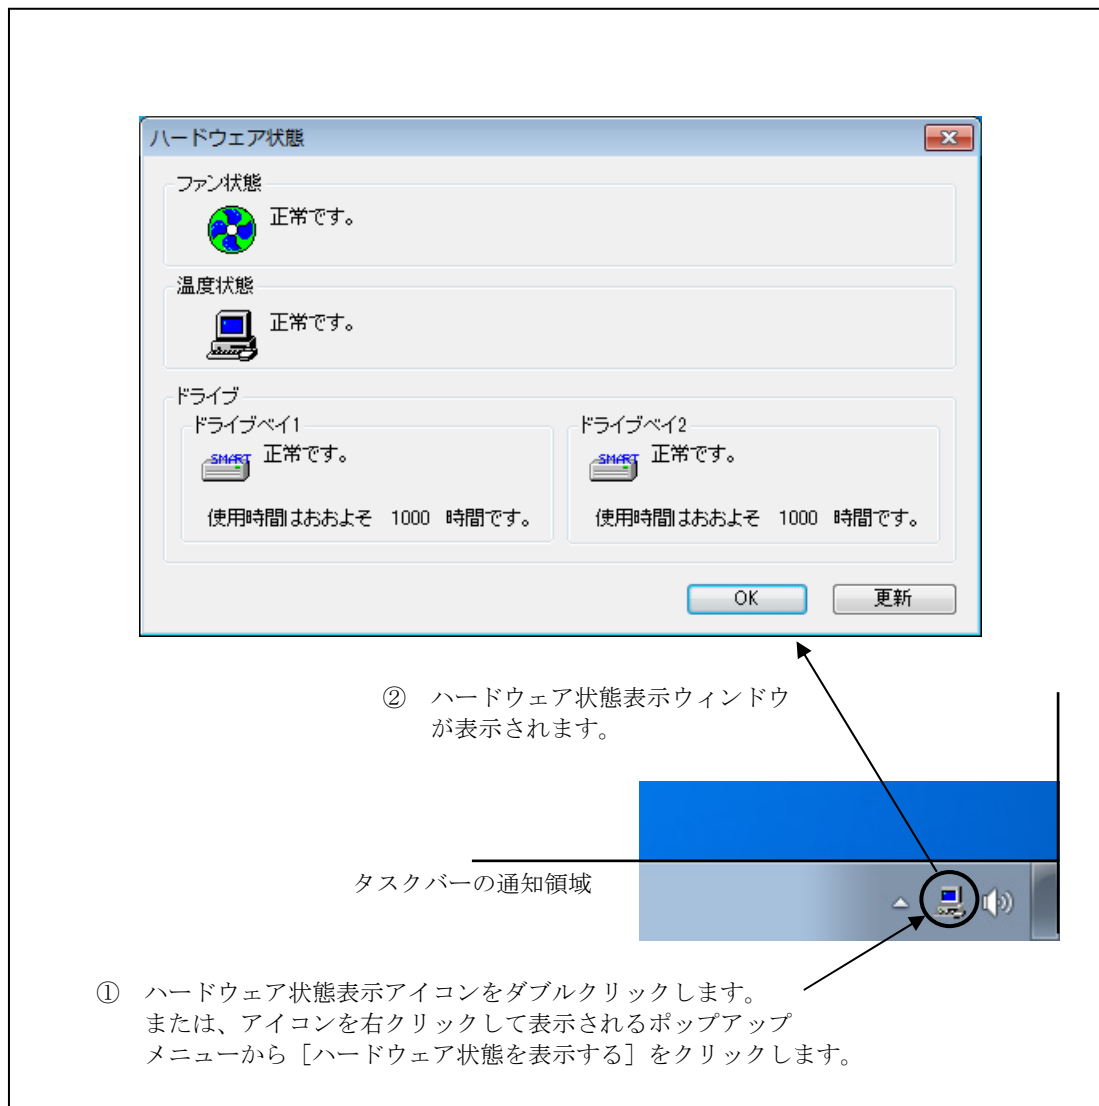 ハードウェア状態
ファン状態
正常です。
温度状態
正常です。
ドライブ
ドライブベイ1
SMART 正常です。
使用時間はおおよそ 1000 時間です。
ドライブベイ2
SMART 正常です。
使用時間はおおよそ 1000 時間です。
OK
更新
② ハードウェア状態表示ウィンドウ
が表示されます。
タスクバーの通知領域
① ハードウェア状態表示アイコンをダブルクリックします。
または、アイコンを右クリックして表示されるポップアップ
メニューから［ハードウェア状態を表示する］をクリックします。